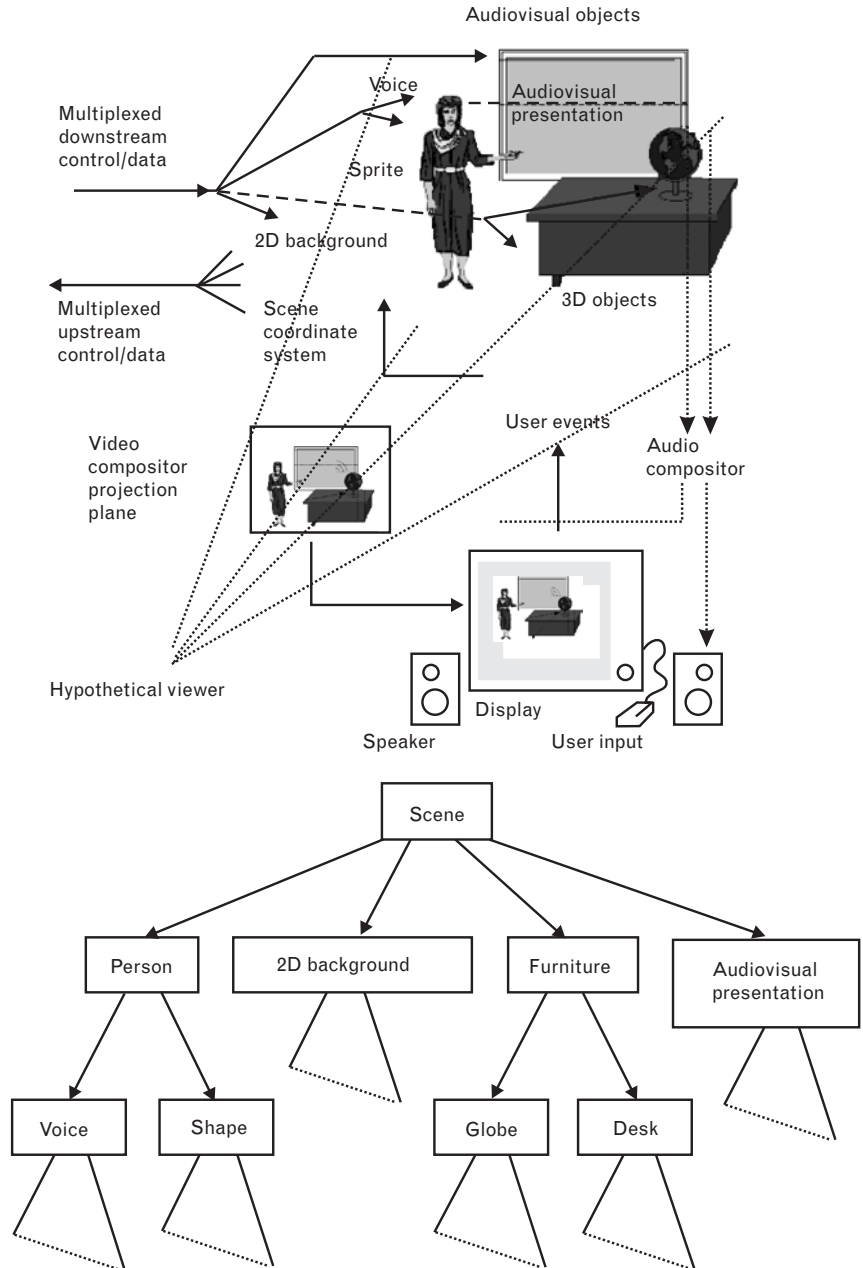 Audiovisual objects
Voice
Audiovisual
presentation
Multiplexed
downstream
control/data
Sprite
2D background
3D objects
Multiplexed
upstream
control/data
Scene
coordinate
system
User events
Video
compositor
projection
plane
Audio
compositor
Hypothetical viewer
Display
Speaker
User input
Scene
Person
2D background
Furniture
Audiovisual
presentation
Voice
Shape
Globe
Desk